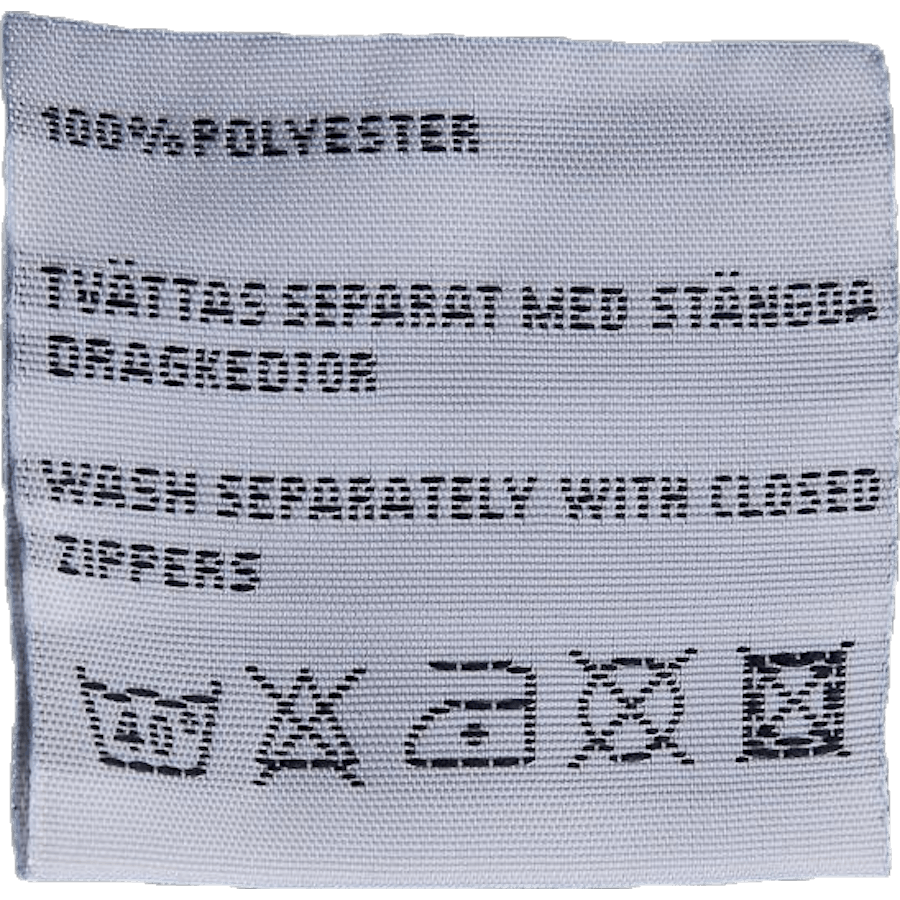 100% POLYESTER
TVÄTTAS SEPARAT MED STÄNGDA
DRAGKEDJOR
WASH SEPARATELY WITH CLOSED
ZIPPERS
40°